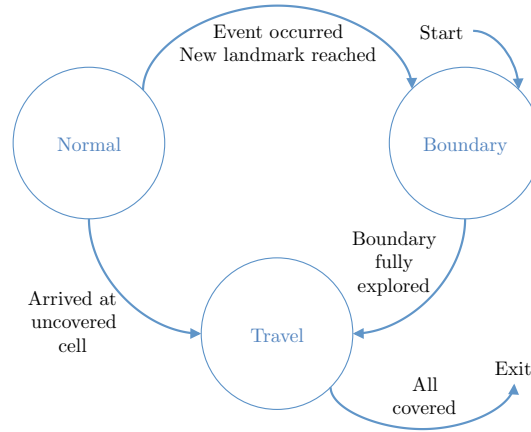 Event occurred
New landmark reached
Start
Normal
Boundary
Boundary
fully
explored
Arrived at
uncovered
cell
Travel
Exit
All
covered